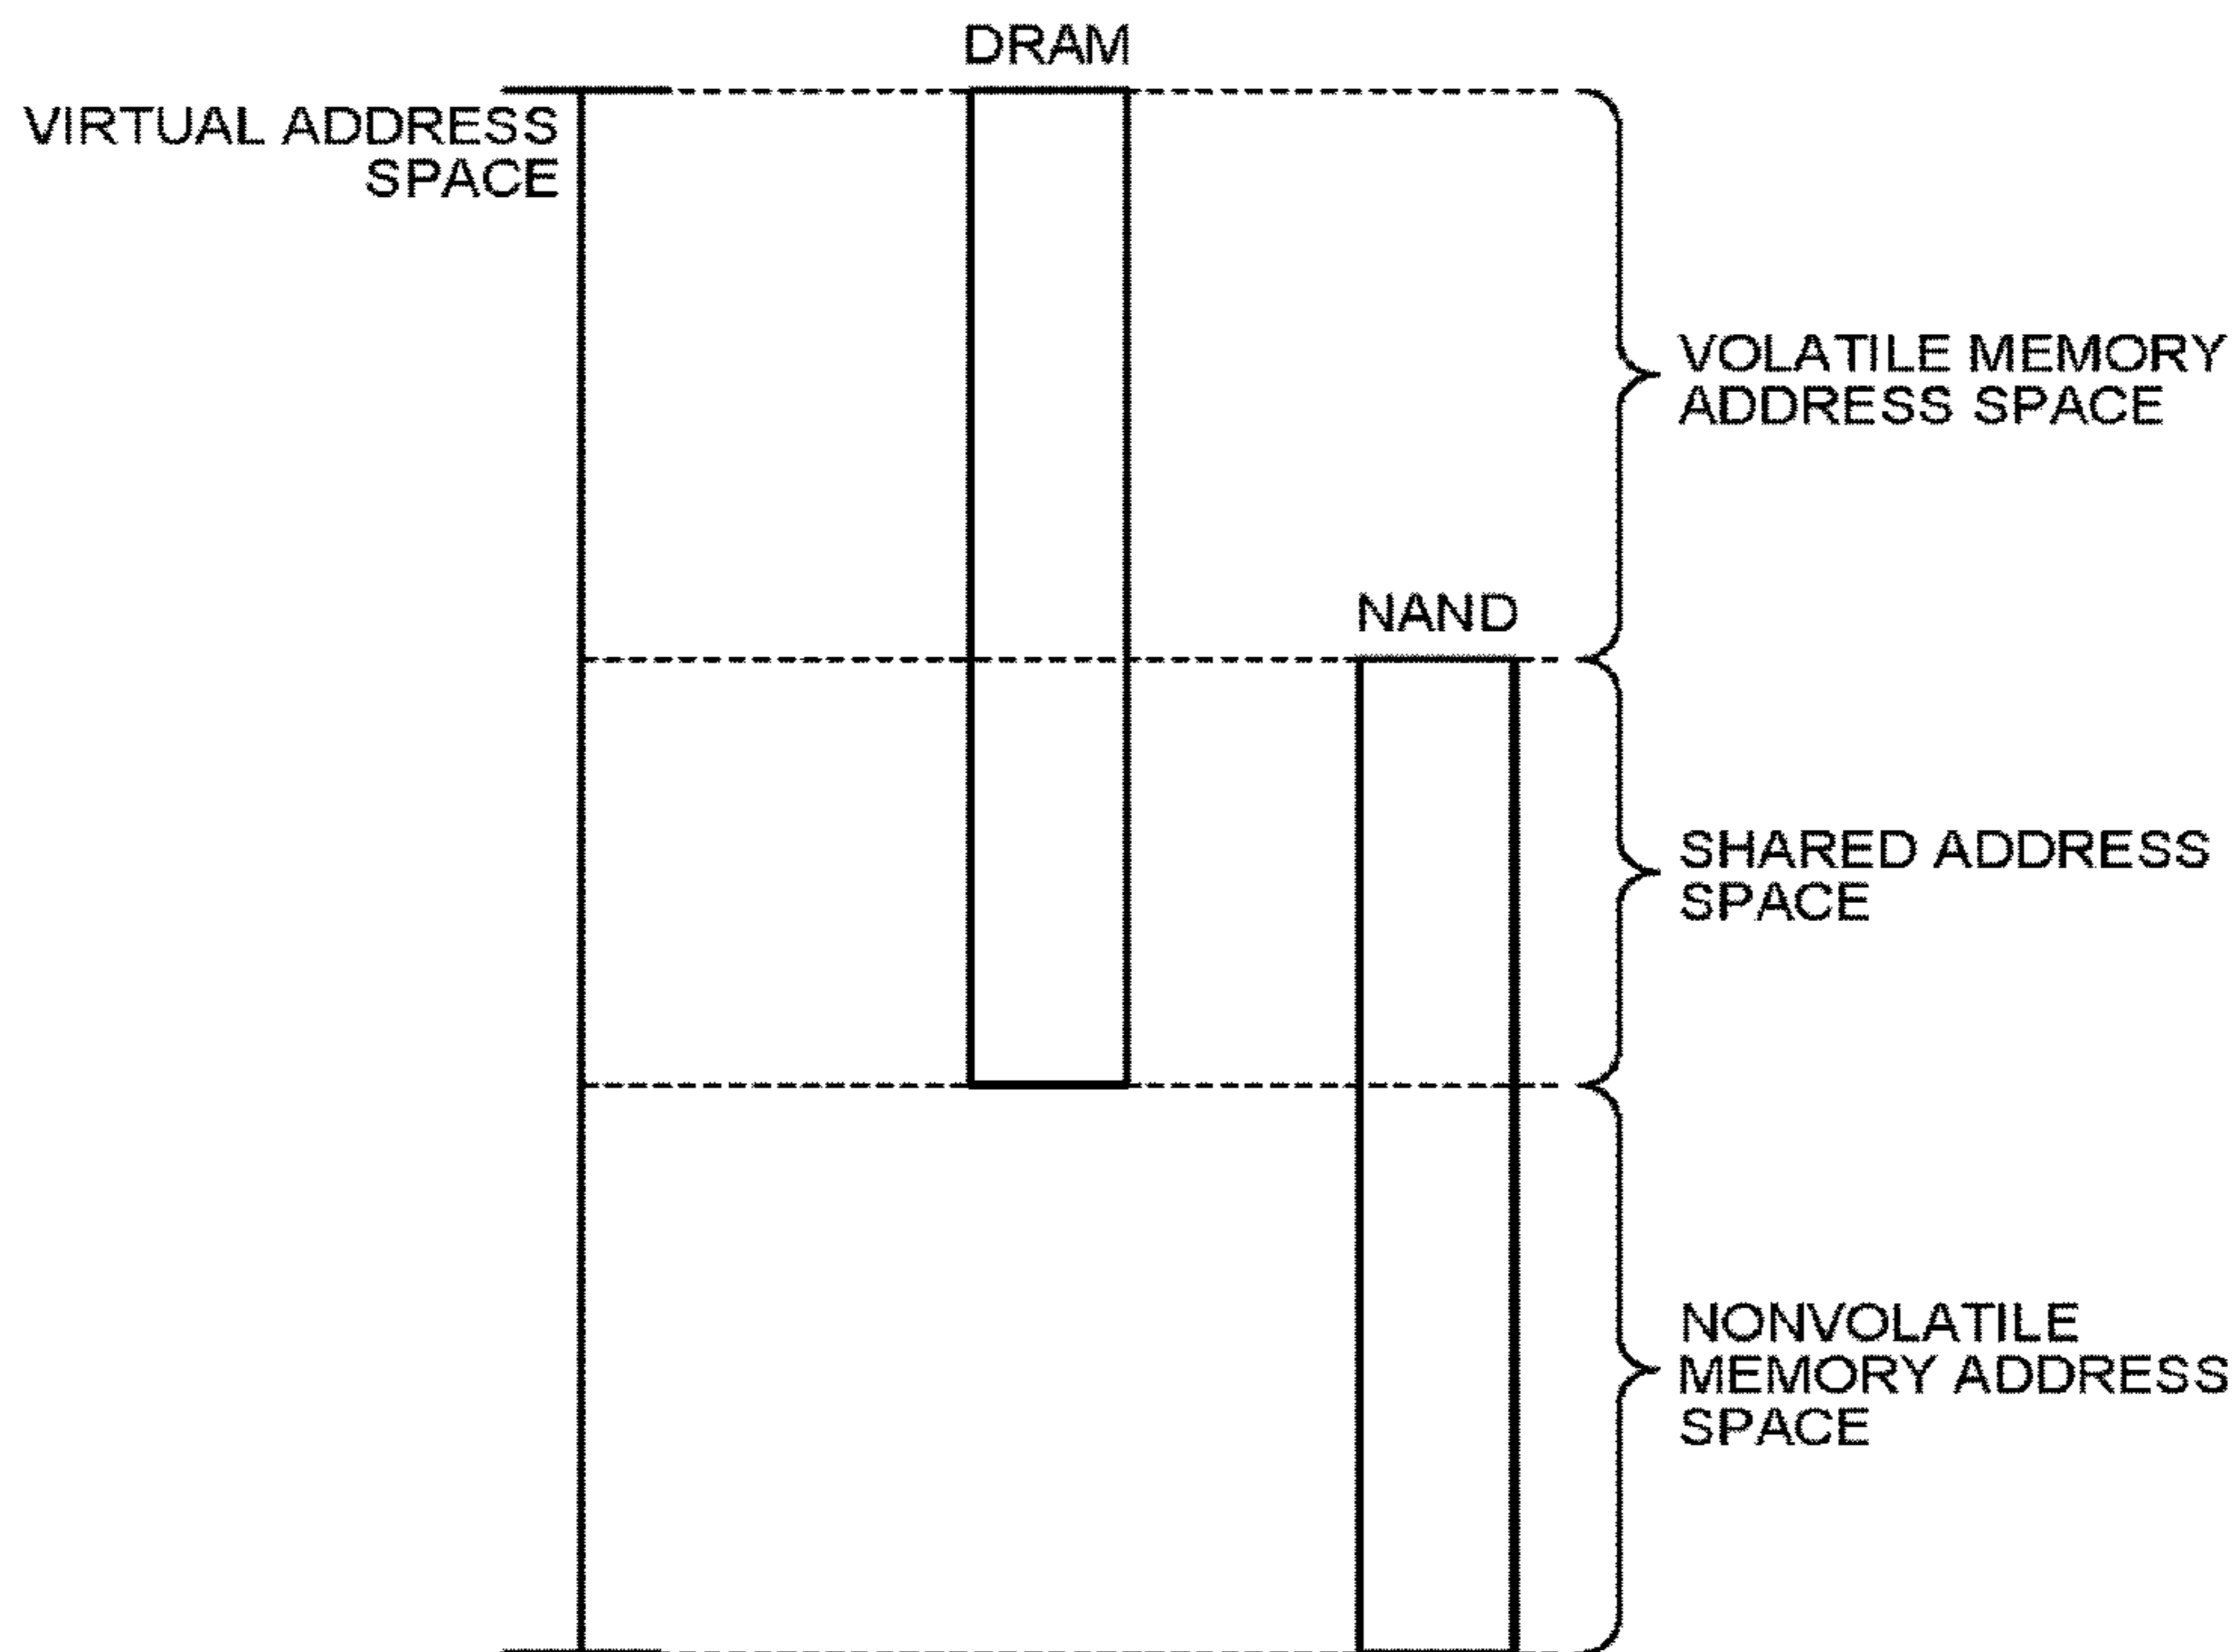 DRAM
VIRTUAL ADDRESS
SPACE
VOLATILE MEMORY
ADDRESS SPACE
NAND
SHARED ADDRESS
SPACE
NONVOLATILE
MEMORY ADDRESS
SPACE